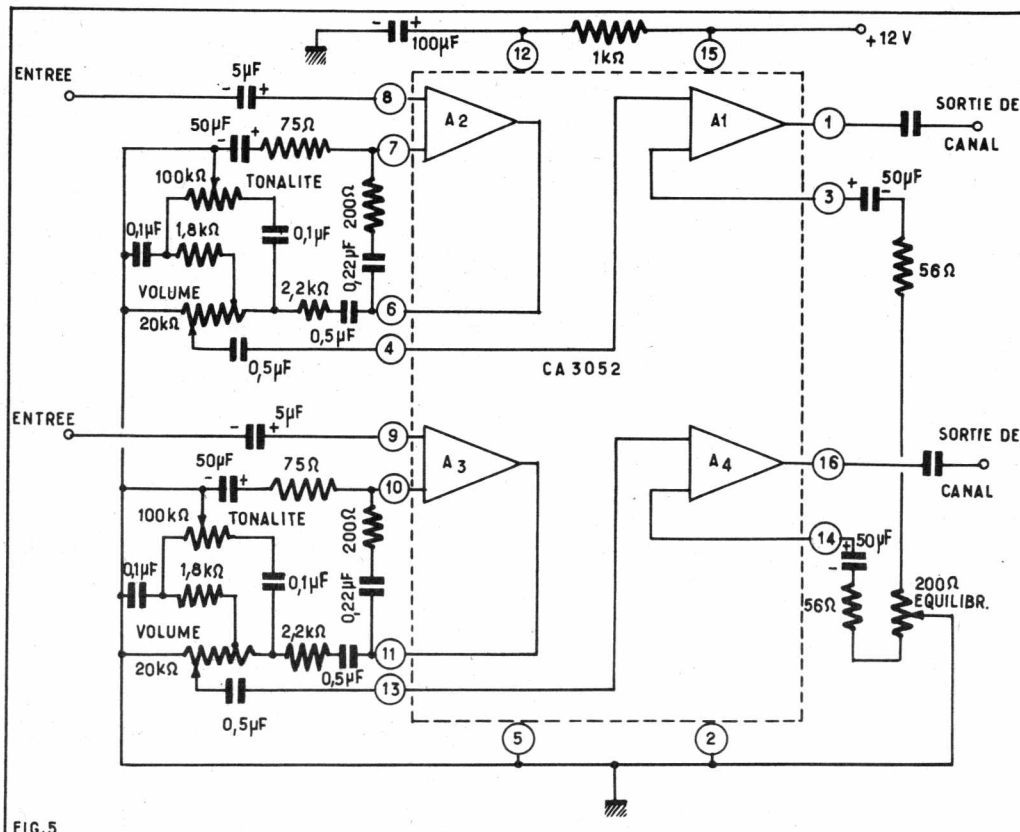 100µF
12
1kΩ
15
+12 V
ENTREE
5µF
- +
8
A2
A1
1
SORTIE DE
CANAL
50µF
- +
75Ω
7
TONALITE
100kΩ
200Ω
3
+ -
50µF
0,1µF
1,8kΩ
0,1µF
0,22µF
56Ω
VOLUME
2,2kΩ
6
20kΩ
0,5µF
4
0,5µF
CA 3052
ENTREE
5µF
- +
9
A3
A4
16
SORTIE DE
CANAL
50µF
- +
75Ω
10
TONALITE
100kΩ
200Ω
14
+
50µF
-
0,1µF
1,8kΩ
0,1µF
0,22µF
56Ω
200Ω
EQUILIBR.
VOLUME
2,2kΩ
11
20kΩ
0,5µF
13
0,5µF
5
2
FIG.5